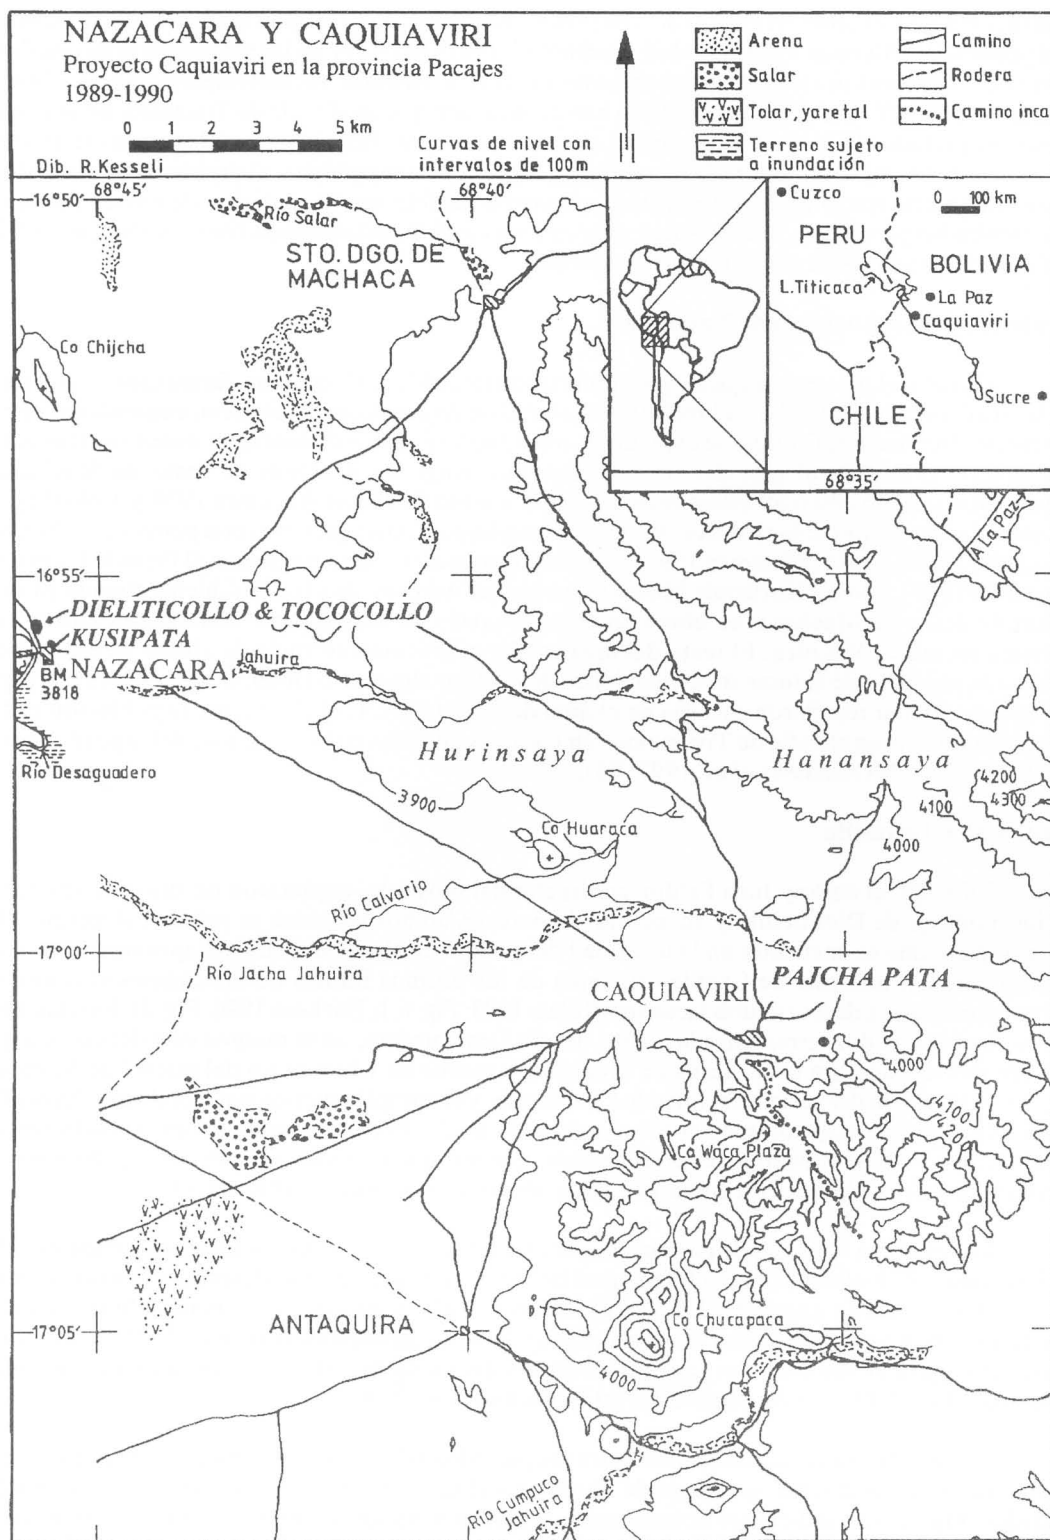 NAZACARA Y CAQUIAVIRI
Proyecto Caquiaviri en la provincia Pacajes
1989-1990
0 1 2 3 4 5 km
Dib. R.Kesseli
Curvas de nivel con
intervalos de 100m
Arena
Salar
Tolar, yaretal
Terreno sujeto
a inundación
Camino
Rodera
Camino inca
68°45'
68°40'
16°50'
Río Salar
STO. DGO. DE
MACHACA
Co Chijcha
Cuzco
0 100 km
PERU
BOLIVIA
L.Titicaca
La Paz
Caquiaviri
Sucre
CHILE
68°35'
A La Paz
16°55'
DIELITICOLLO & TOCOCOLLO
KUSIPATA
NAZACARA
Jahuira
BM
3818
Río Desaguadero
Hurinsaya
Hanansaya
3900
4200
4300
4100
4000
Co Huaraca
Río Calvario
17°00'
Río Jacha Jahuira
PAJCHA PATA
CAQUIAVIRI
4000
4100
4200
Co Waca Plaza
17°05'
ANTAQUIRA
Co Chucapaca
4000
Río Cumpuco
Jahuira